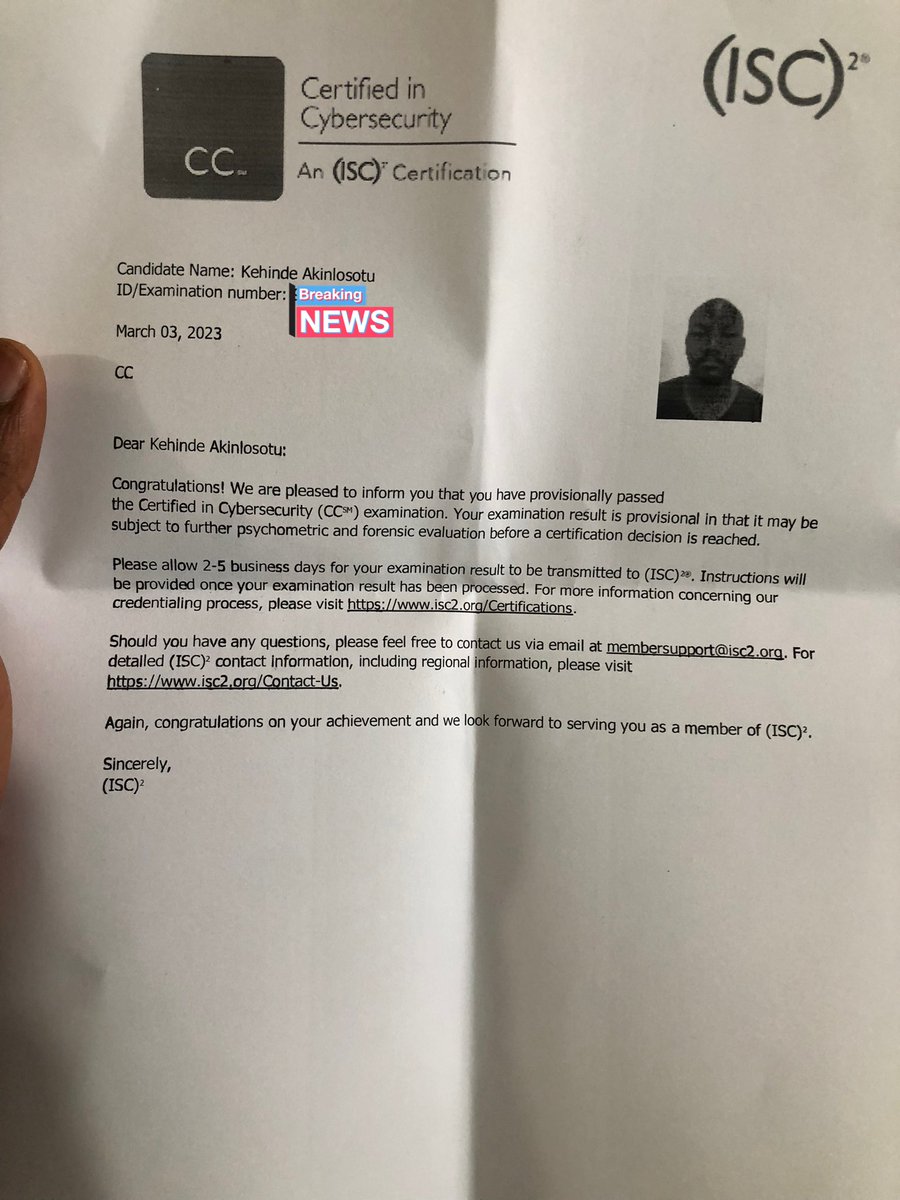 Certified in
Cybersecurity
CC
An (ISC)² Certification
(ISC)²®
Candidate Name: Kehinde Akinlosotu
ID/Examination number:
Breaking
NEWS
March 03, 2023
CC
Dear Kehinde Akinlosotu:
Congratulations! We are pleased to inform you that you have provisionally passed
the Certified in Cybersecurity (CC℠) examination. Your examination result is provisional in that it may be
subject to further psychometric and forensic evaluation before a certification decision is reached.
Please allow 2-5 business days for your examination result to be transmitted to (ISC)²®. Instructions will
be provided once your examination result has been processed. For more information concerning our
credentialing process, please visit https://www.isc2.org/Certifications.
Should you have any questions, please feel free to contact us via email at membersupport@isc2.org. For
detailed (ISC)² contact information, including regional information, please visit
https://www.isc2.org/Contact-Us.
Again, congratulations on your achievement and we look forward to serving you as a member of (ISC)².
Sincerely,
(ISC)²